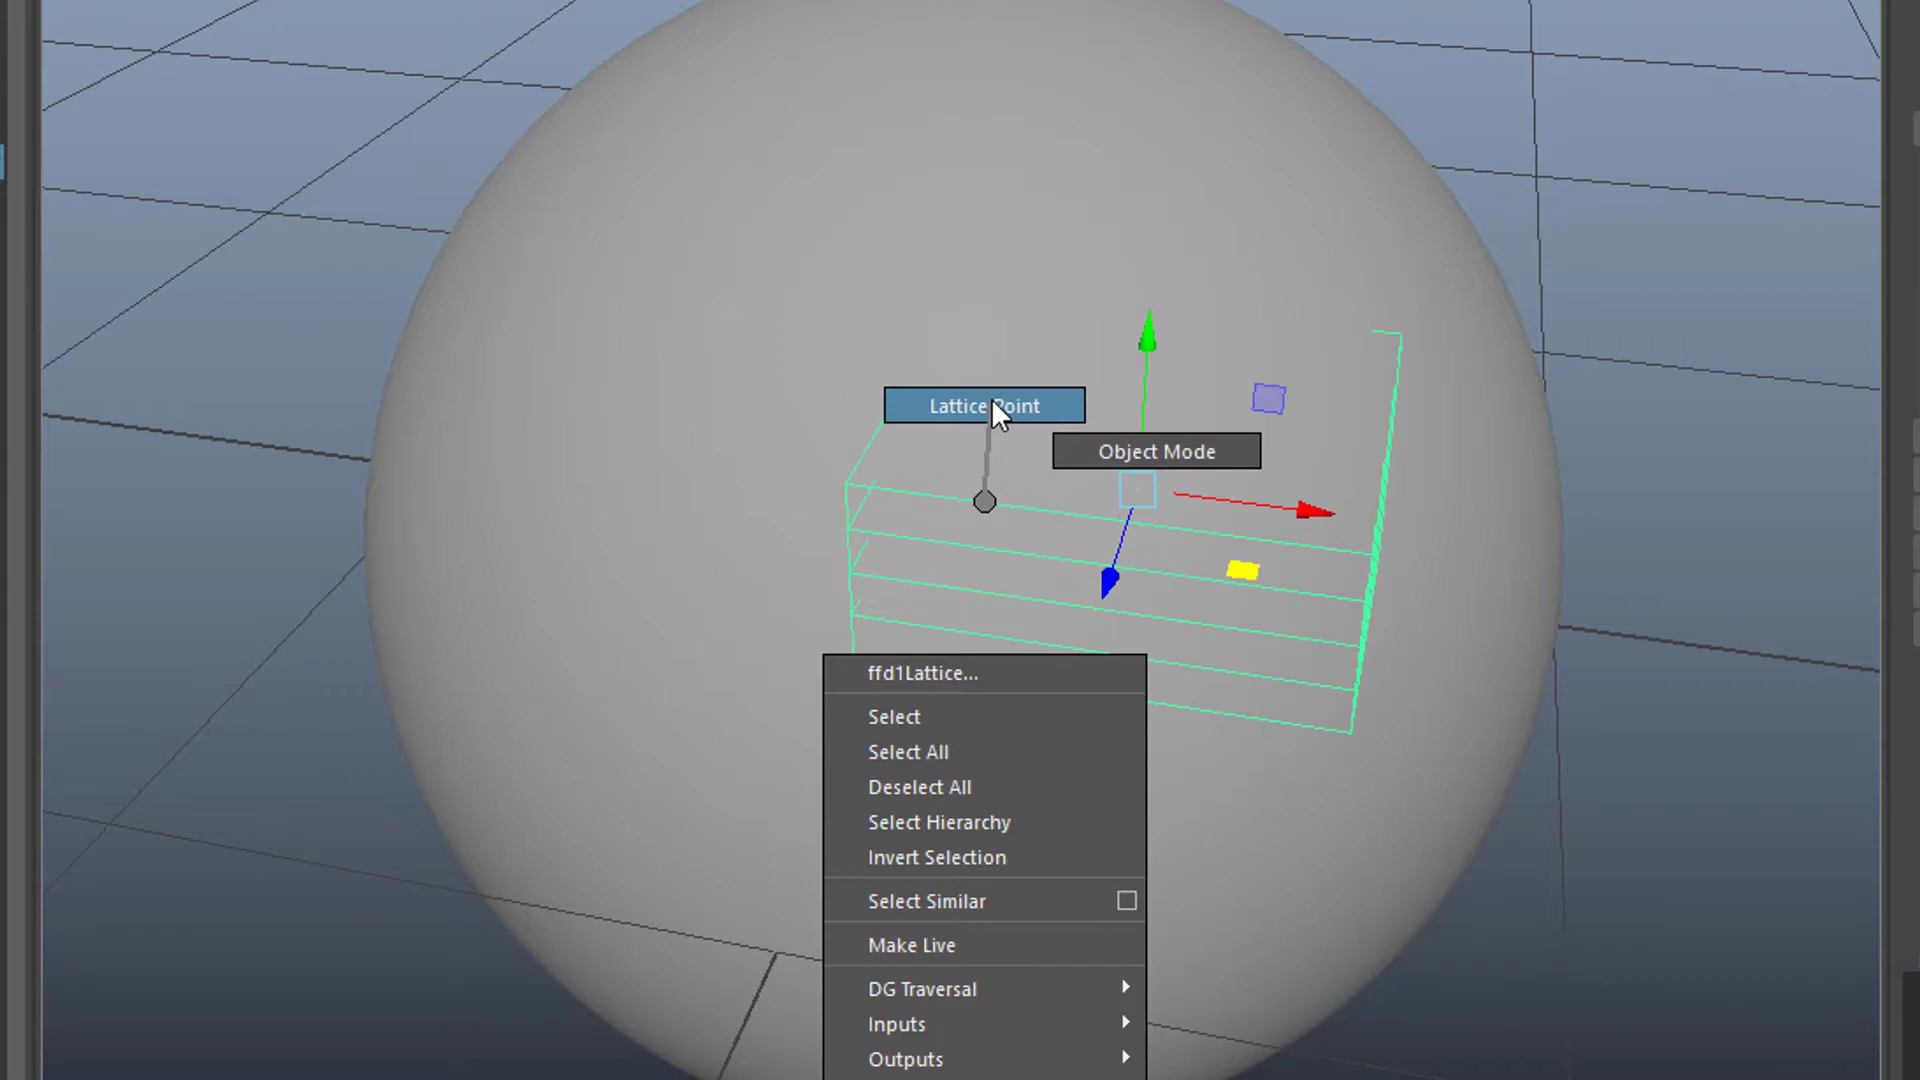 Lattice Point
Object Mode
ffd1Lattice...
Select
Select All
Deselect All
Select Hierarchy
Invert Selection
Select Similar
Make Live
DG Traversal
Inputs
Outputs